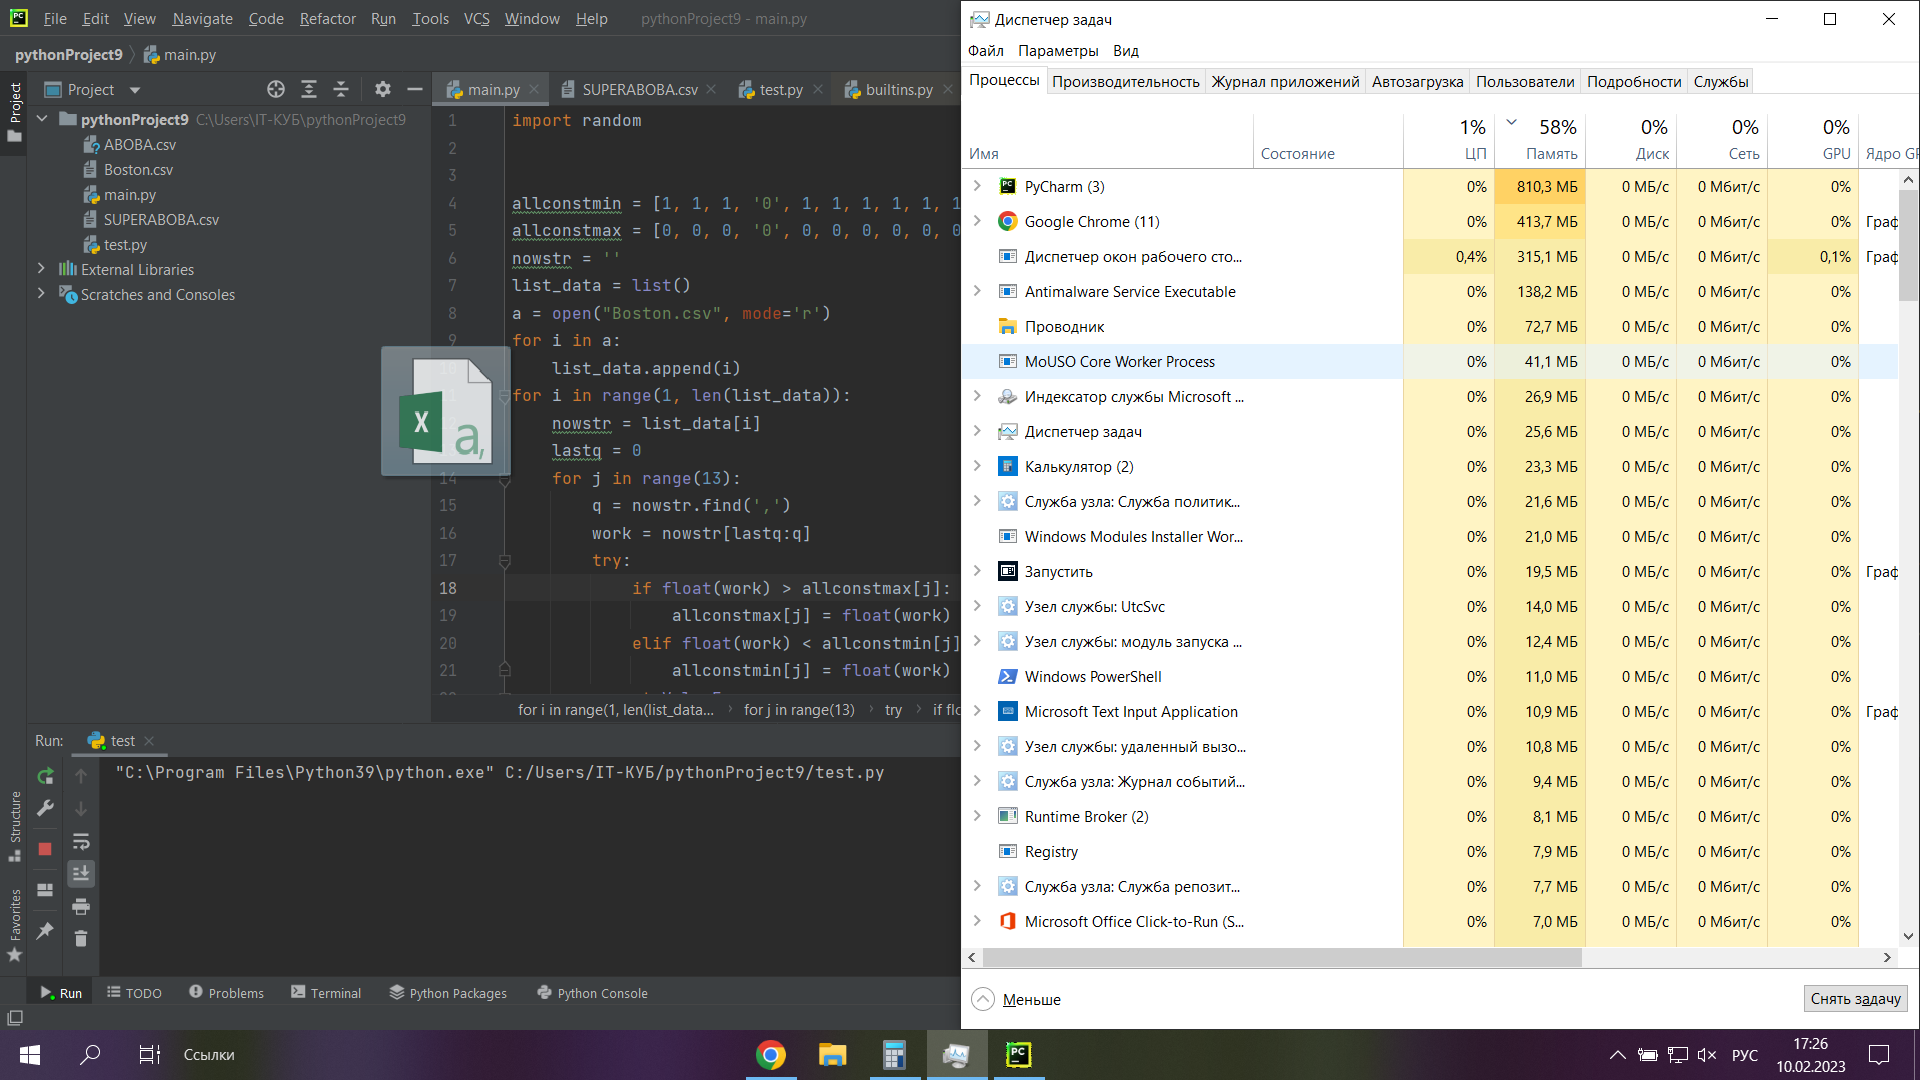 File Edit View Navigate Code Refactor Run Tools VCS Window Help pythonProject9 - main.py
pythonProject9 main.py
Project
Project
main.py
SUPERABOBA.csv
test.py
builtins.py
pythonProject9 C:\Users\IT-КУБ\pythonProject9
ABOBA.csv
Boston.csv
main.py
SUPERABOBA.csv
test.py
External Libraries
Scratches and Consoles
1 import random
2
3
4 allconstmin = [1, 1, 1, '0', 1, 1, 1, 1, 1, 1
5 allconstmax = [0, 0, 0, '0', 0, 0, 0, 0, 0, 0
6 nowstr = ''
7 list_data = list()
8 a = open("Boston.csv", mode='r')
9 for i in a:
list_data.append(i)
for i in range(1, len(list_data)):
nowstr = list_data[i]
lastq = 0
14 for j in range(13):
15 q = nowstr.find(',')
16 work = nowstr[lastq:q]
17 try:
18 if float(work) > allconstmax[j]:
19 allconstmax[j] = float(work)
20 elif float(work) < allconstmin[j]
21 allconstmin[j] = float(work)
for i in range(1, len(list_data... for j in range(13) try if flo
Run: test
"C:\Program Files\Python39\python.exe" C:/Users/IT-КУБ/pythonProject9/test.py
Structure
Favorites
Run TODO Problems Terminal Python Packages Python Console
X a,
Диспетчер задач
Файл Параметры Вид
Процессы Производительность Журнал приложений Автозагрузка Пользователи Подробности Службы
1% 58% 0% 0% 0%
Имя Состояние ЦП Память Диск Сеть GPU Ядро GP
PyCharm (3) 0% 810,3 МБ 0 МБ/с 0 Мбит/с 0%
Google Chrome (11) 0% 413,7 МБ 0 МБ/с 0 Мбит/с 0% Граф
Диспетчер окон рабочего сто... 0,4% 315,1 МБ 0 МБ/с 0 Мбит/с 0,1% Граф
Antimalware Service Executable 0% 138,2 МБ 0 МБ/с 0 Мбит/с 0%
Проводник 0% 72,7 МБ 0 МБ/с 0 Мбит/с 0%
MoUSO Core Worker Process 0% 41,1 МБ 0 МБ/с 0 Мбит/с 0%
Индексатор службы Microsoft ... 0% 26,9 МБ 0 МБ/с 0 Мбит/с 0%
Диспетчер задач 0% 25,6 МБ 0 МБ/с 0 Мбит/с 0%
Калькулятор (2) 0% 23,3 МБ 0 МБ/с 0 Мбит/с 0%
Служба узла: Служба политик... 0% 21,6 МБ 0 МБ/с 0 Мбит/с 0%
Windows Modules Installer Wor... 0% 21,0 МБ 0 МБ/с 0 Мбит/с 0%
Запустить 0% 19,5 МБ 0 МБ/с 0 Мбит/с 0% Граф
Узел службы: UtcSvc 0% 14,0 МБ 0 МБ/с 0 Мбит/с 0%
Узел службы: модуль запуска ... 0% 12,4 МБ 0 МБ/с 0 Мбит/с 0%
Windows PowerShell 0% 11,0 МБ 0 МБ/с 0 Мбит/с 0%
Microsoft Text Input Application 0% 10,9 МБ 0 МБ/с 0 Мбит/с 0% Граф
Узел службы: удаленный вызо... 0% 10,8 МБ 0 МБ/с 0 Мбит/с 0%
Служба узла: Журнал событий... 0% 9,4 МБ 0 МБ/с 0 Мбит/с 0%
Runtime Broker (2) 0% 8,1 МБ 0 МБ/с 0 Мбит/с 0%
Registry 0% 7,9 МБ 0 МБ/с 0 Мбит/с 0%
Служба узла: Служба репозит... 0% 7,7 МБ 0 МБ/с 0 Мбит/с 0%
Microsoft Office Click-to-Run (S... 0% 7,0 МБ 0 МБ/с 0 Мбит/с 0%
Меньше
Снять задачу
Ссылки
РУС
17:26
10.02.2023